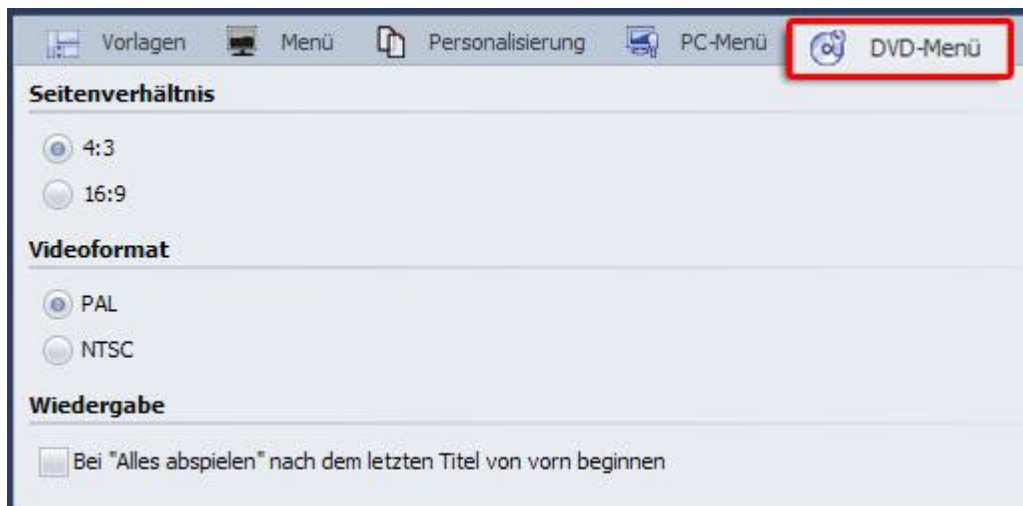 Vorlagen Menü Personalisierung PC-Menü DVD-Menü
Seitenverhältnis
4:3
16:9
Videoformat
PAL
NTSC
Wiedergabe
Bei "Alles abspielen" nach dem letzten Titel von vorn beginnen